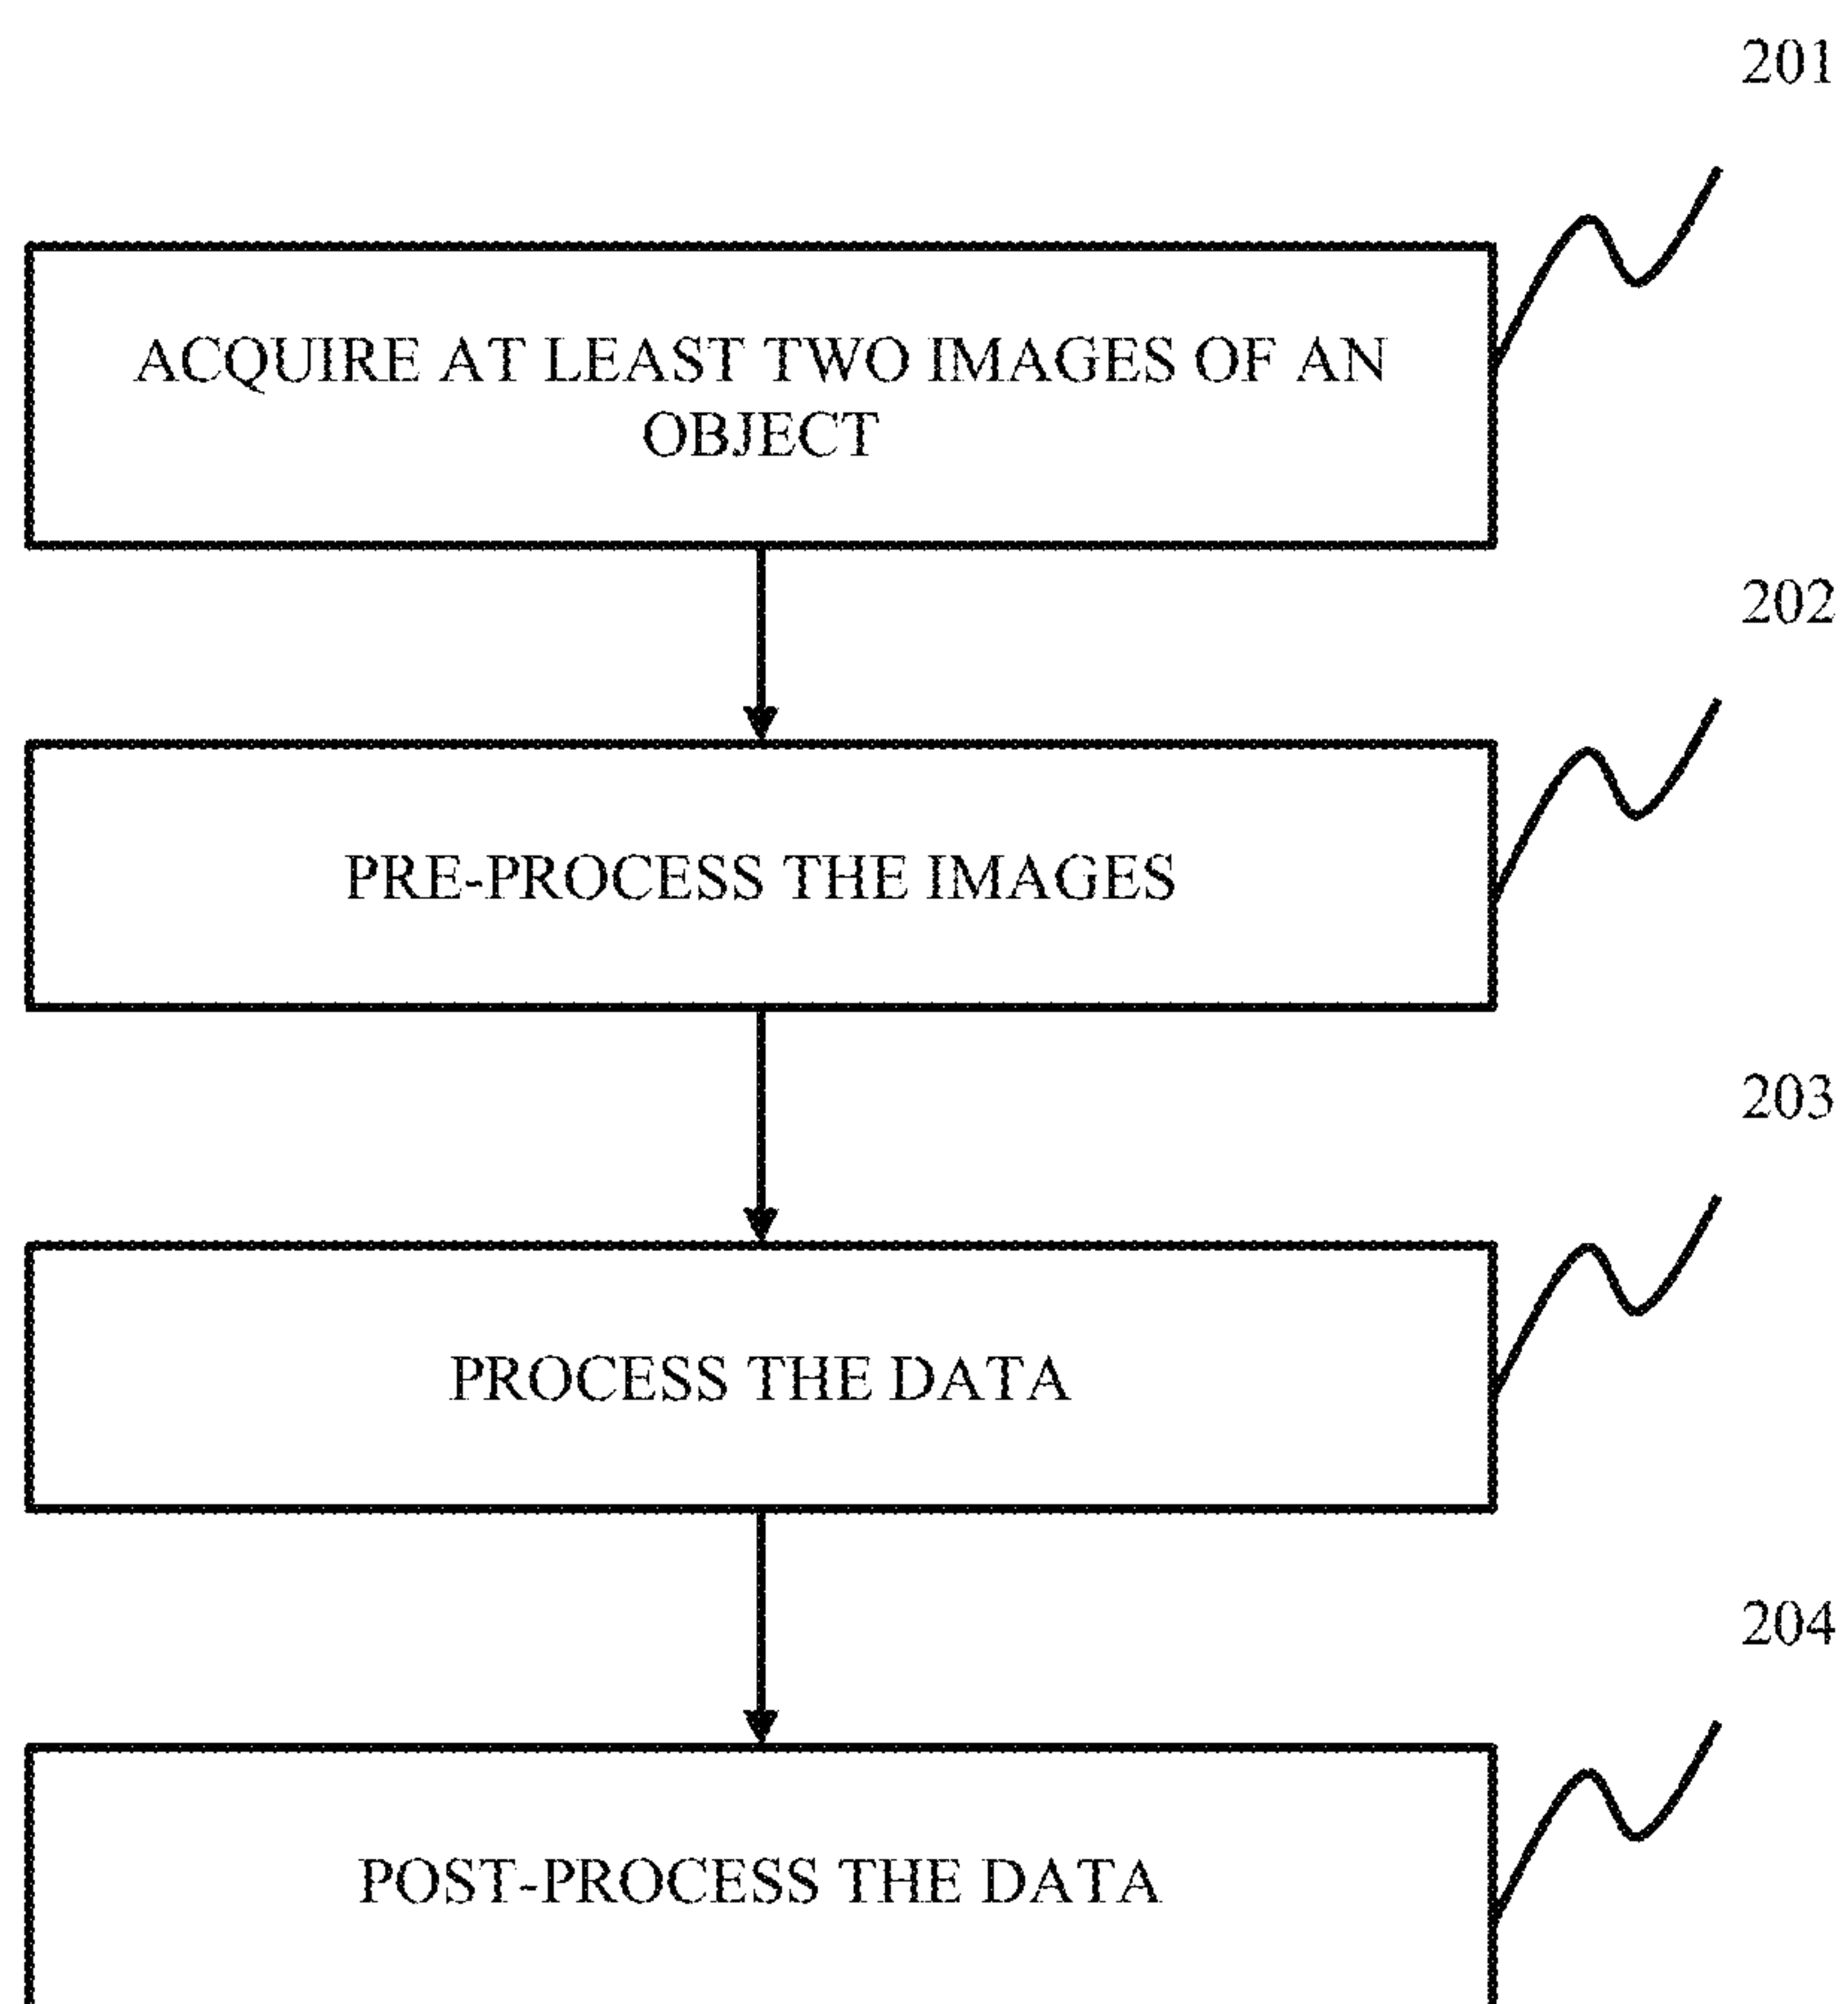 201
ACQUIRE AT LEAST TWO IMAGES OF AN
OBJECT
202
PRE-PROCESS THE IMAGES
203
PROCESS THE DATA
204
POST-PROCESS THE DATA